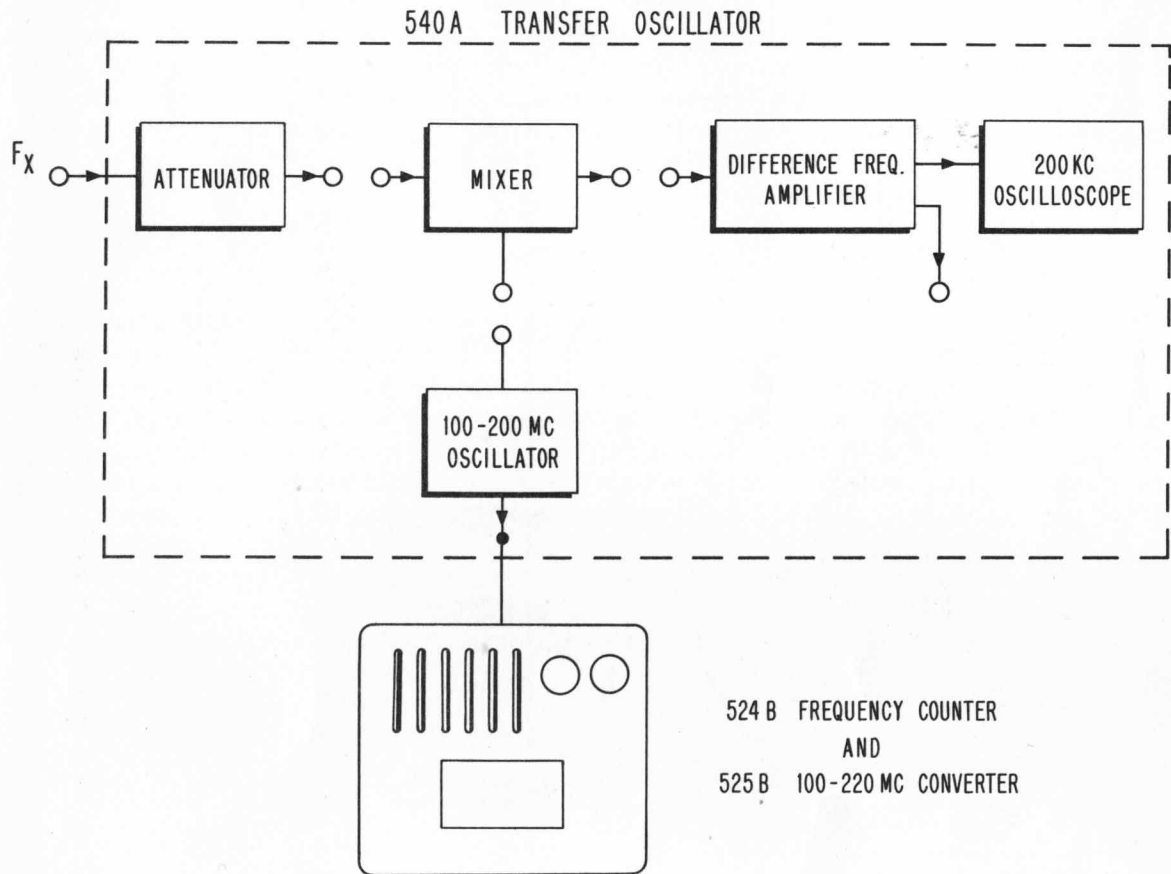 540A TRANSFER OSCILLATOR
FX
ATTENUATOR
MIXER
DIFFERENCE FREQ.
AMPLIFIER
200 KC
OSCILLOSCOPE
100-200 MC
OSCILLATOR
524 B FREQUENCY COUNTER
AND
525 B 100-220 MC CONVERTER